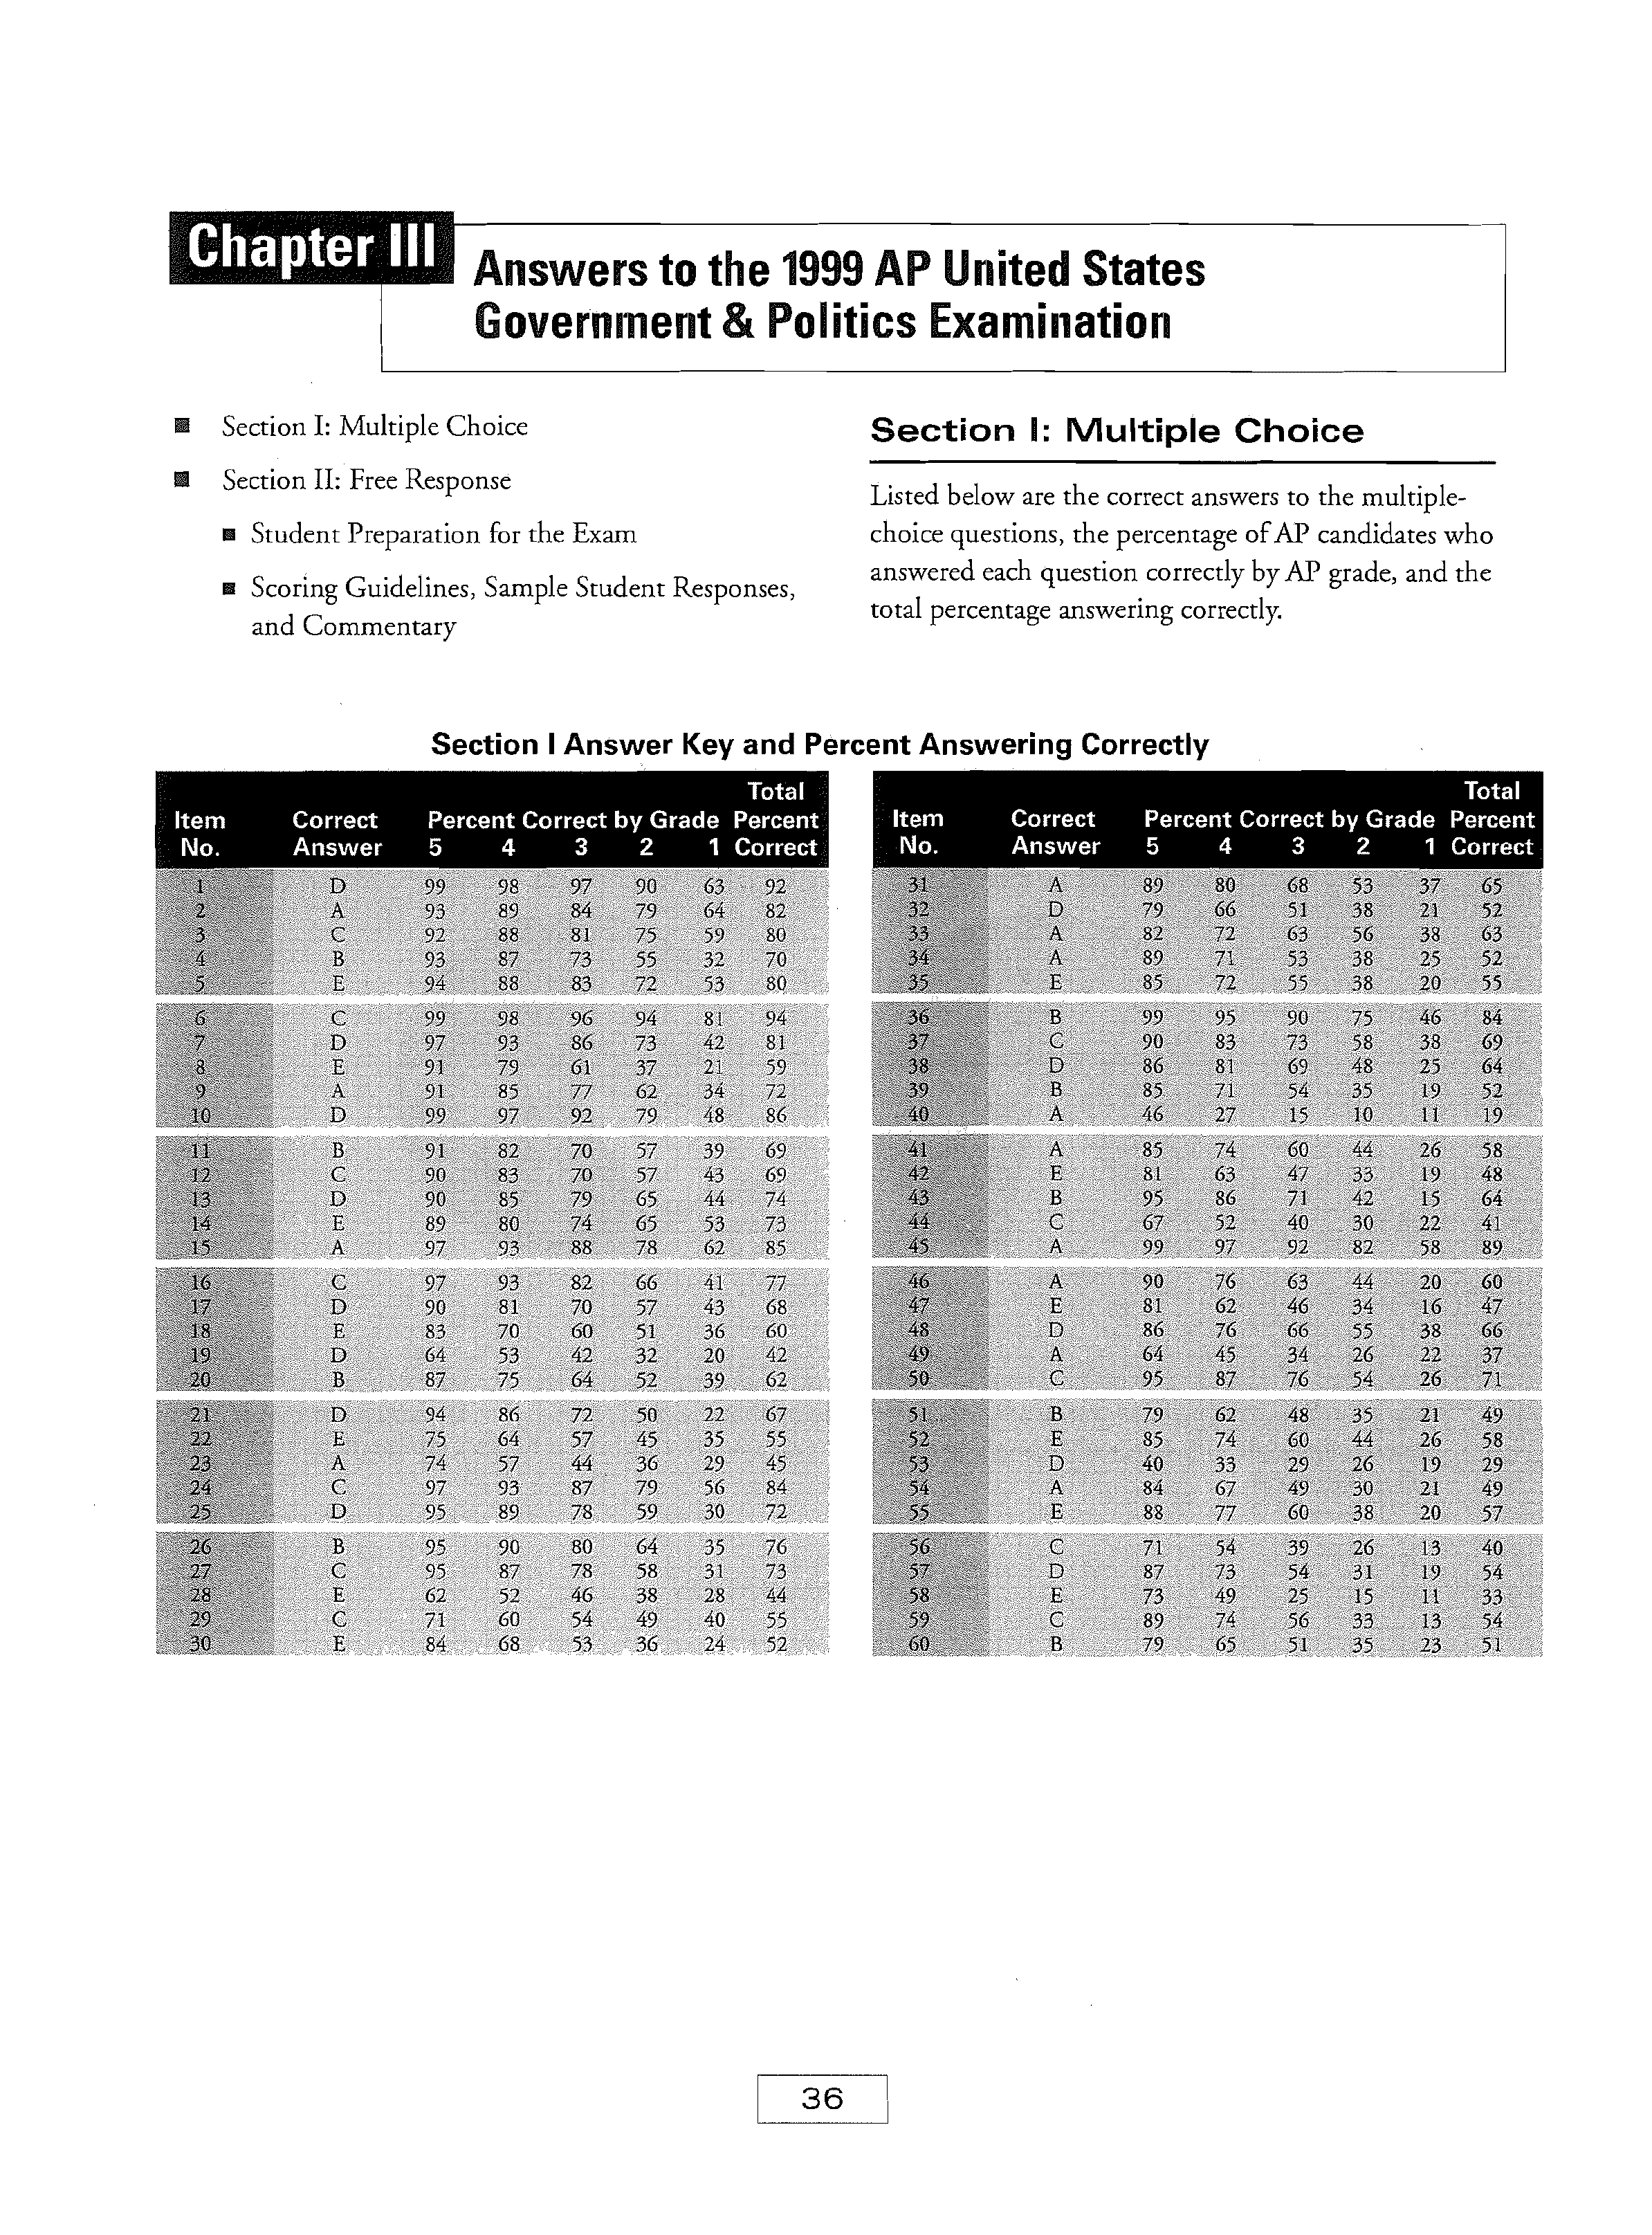 Chapter III
Answers to the 1999 AP United States
Government & Politics Examination
■ Section I: Multiple Choice
■ Section II: Free Response
■ Student Preparation for the Exam
■ Scoring Guidelines, Sample Student Responses,
and Commentary
Section I: Multiple Choice
Listed below are the correct answers to the multiple-
choice questions, the percentage of AP candidates who
answered each question correctly by AP grade, and the
total percentage answering correctly.
Section I Answer Key and Percent Answering Correctly
Total
Item Correct Percent Correct by Grade Percent
No. Answer 5 4 3 2 1 Correct
1 D 99 98 97 90 63 92
2 A 93 89 84 79 64 82
3 C 92 88 81 75 59 80
4 B 93 87 73 55 32 70
5 E 94 88 83 72 53 80
6 C 99 98 96 94 81 94
7 D 97 93 86 73 42 81
8 E 91 79 61 37 21 59
9 A 91 85 77 62 34 72
10 D 99 97 92 79 48 86
11 B 91 82 70 57 39 69
12 C 90 83 70 57 43 69
13 D 90 85 79 65 44 74
14 E 89 80 74 65 53 73
15 A 97 93 88 78 62 85
16 C 97 93 82 66 41 77
17 D 90 81 70 57 43 68
18 E 83 70 60 51 36 60
19 D 64 53 42 32 20 42
20 B 87 75 64 52 39 62
21 D 94 86 72 50 22 67
22 E 75 64 57 45 35 55
23 A 74 57 44 36 29 45
24 C 97 93 87 79 56 84
25 D 95 89 78 59 30 72
26 B 95 90 80 64 35 76
27 C 95 87 78 58 31 73
28 E 62 52 46 38 28 44
29 C 71 60 54 49 40 55
30 E 84 68 53 36 24 52
Total
Item Correct Percent Correct by Grade Percent
No. Answer 5 4 3 2 1 Correct
31 A 89 80 68 53 37 65
32 D 79 66 51 38 21 52
33 A 82 72 63 56 38 63
34 A 89 71 53 38 25 52
35 E 85 72 55 38 20 55
36 B 99 95 90 75 46 84
37 C 90 83 73 58 38 69
38 D 86 81 69 48 25 64
39 B 85 71 54 35 19 52
40 A 46 27 15 10 11 19
41 A 85 74 60 44 26 58
42 E 81 63 47 33 19 48
43 B 95 86 71 42 15 64
44 C 67 52 40 30 22 41
45 A 99 97 92 82 58 89
46 A 90 76 63 44 20 60
47 E 81 62 46 34 16 47
48 D 86 76 66 55 38 66
49 A 64 45 34 26 22 37
50 C 95 87 76 54 26 71
51 B 79 62 48 35 21 49
52 E 85 74 60 44 26 58
53 D 40 33 29 26 19 29
54 A 84 67 49 30 21 49
55 E 88 77 60 38 20 57
56 C 71 54 39 26 13 40
57 D 87 73 54 31 19 54
58 E 73 49 25 15 11 33
59 C 89 74 56 33 13 54
60 B 79 65 51 35 23 51
36